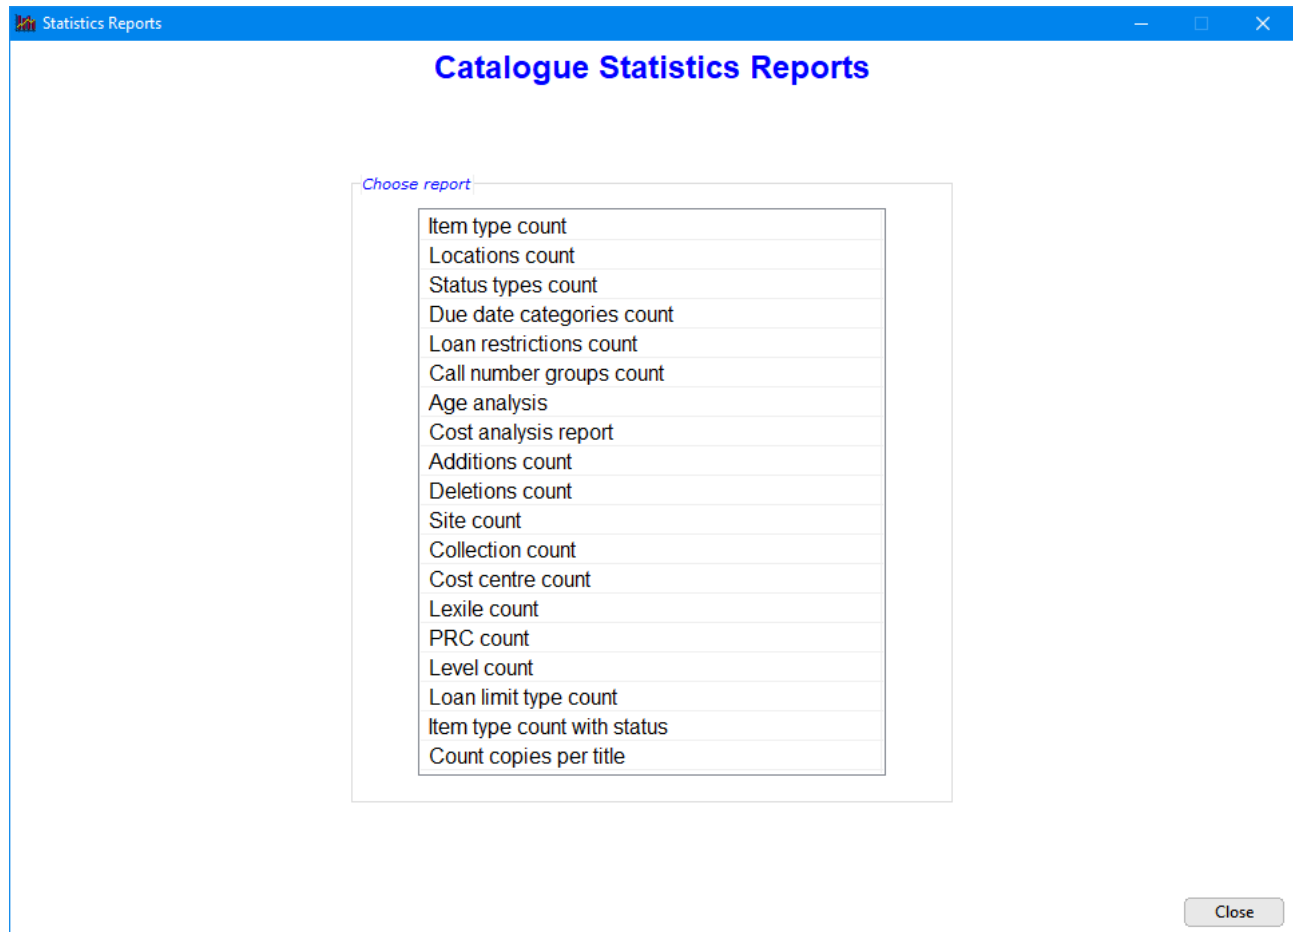 Statistics Reports
Catalogue Statistics Reports
Choose report
Item type count
Locations count
Status types count
Due date categories count
Loan restrictions count
Call number groups count
Age analysis
Cost analysis report
Additions count
Deletions count
Site count
Collection count
Cost centre count
Lexile count
PRC count
Level count
Loan limit type count
Item type count with status
Count copies per title
Close